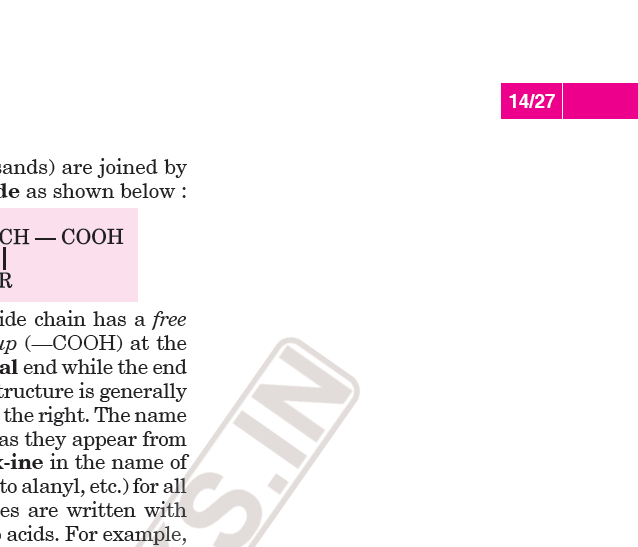 14/27
sands) are joined by
de as shown below :
CH — COOH
R
ide chain has a free
up (—COOH) at the
al end while the end
tructure is generally
the right. The name
as they appear from
x-ine in the name of
to alanyl, etc.) for all
es are written with
o acids. For example,
S.IN